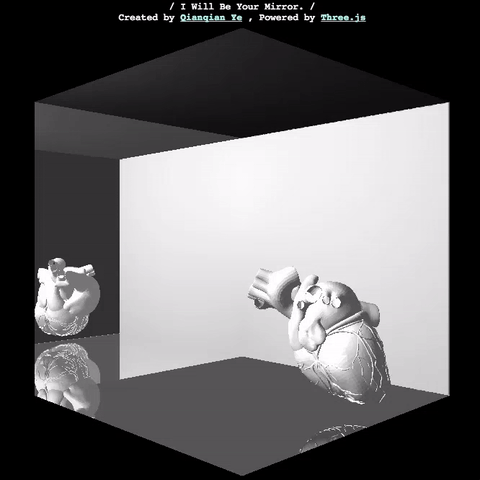 / I Will Be Your Mirror. /
Created by Qianqian Ye , Powered by Three.js